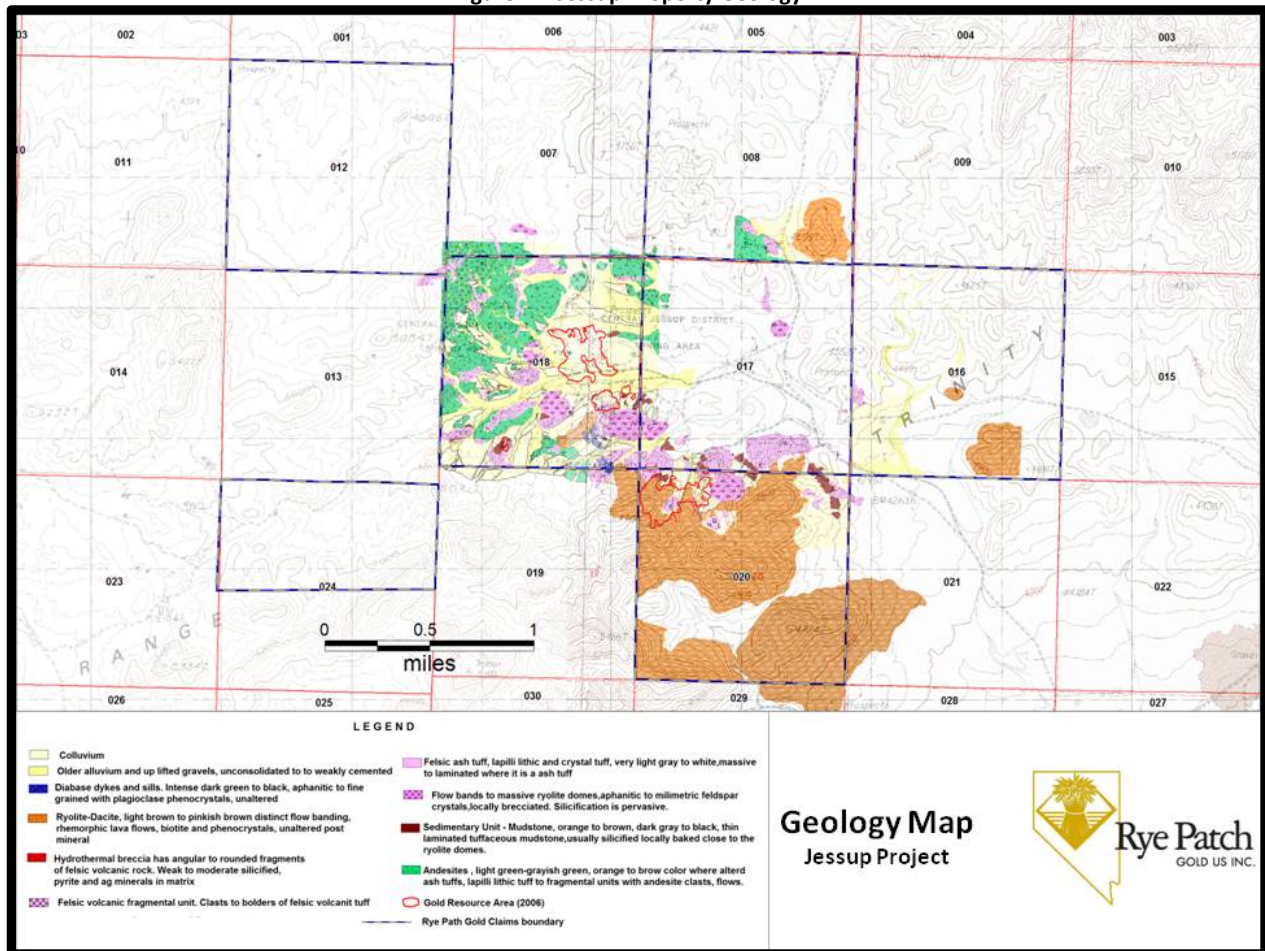 003
002
001
006
005
004
003
011
012
007
008
009
010
014
013
018
017
016
015
CENTRAL JESSUP DISTRICT
TRINITY
023
024
019
020
021
022
RANGE
0 0.5 1
miles
026
025
030
029
028
027
LEGEND
Colluvium
Older alluvium and up lifted gravels, unconsolidated to to weakly cemented
Diabase dykes and sills. Intense dark green to black, aphanitic to fine
grained with plagioclase phenocrystals, unaltered
Ryolite-Dacite, light brown to pinkish brown distinct flow banding,
rhemorphic lava flows, biotite and phenocrystals, unaltered post
mineral
Hydrothermal breccia has angular to rounded fragments
of felsic volcanic rock. Weak to moderate silicified,
pyrite and ag minerals in matrix
Felsic volcanic fragmental unit. Clasts to bolders of felsic volcanit tuff
Felsic ash tuff, lapilli lithic and crystal tuff, very light gray to white,massive
to laminated where it is a ash tuff
Flow bands to massive ryolite domes,aphanitic to milimetric feldspar
crystals,locally brecciated. Silicification is pervasive.
Sedimentary Unit - Mudstone, orange to brown, dark gray to black, thin
laminated tuffaceous mudstone,usually silicified locally baked close to the
ryolite domes.
Andesites , light green-grayish green, orange to brow color where alterd
ash tuffs, lapilli lithic tuff to fragmental units with andesite clasts, flows.
Gold Resource Area (2006)
Rye Path Gold Claims boundary
Geology Map
Jessup Project
Rye Patch
GOLD US INC.